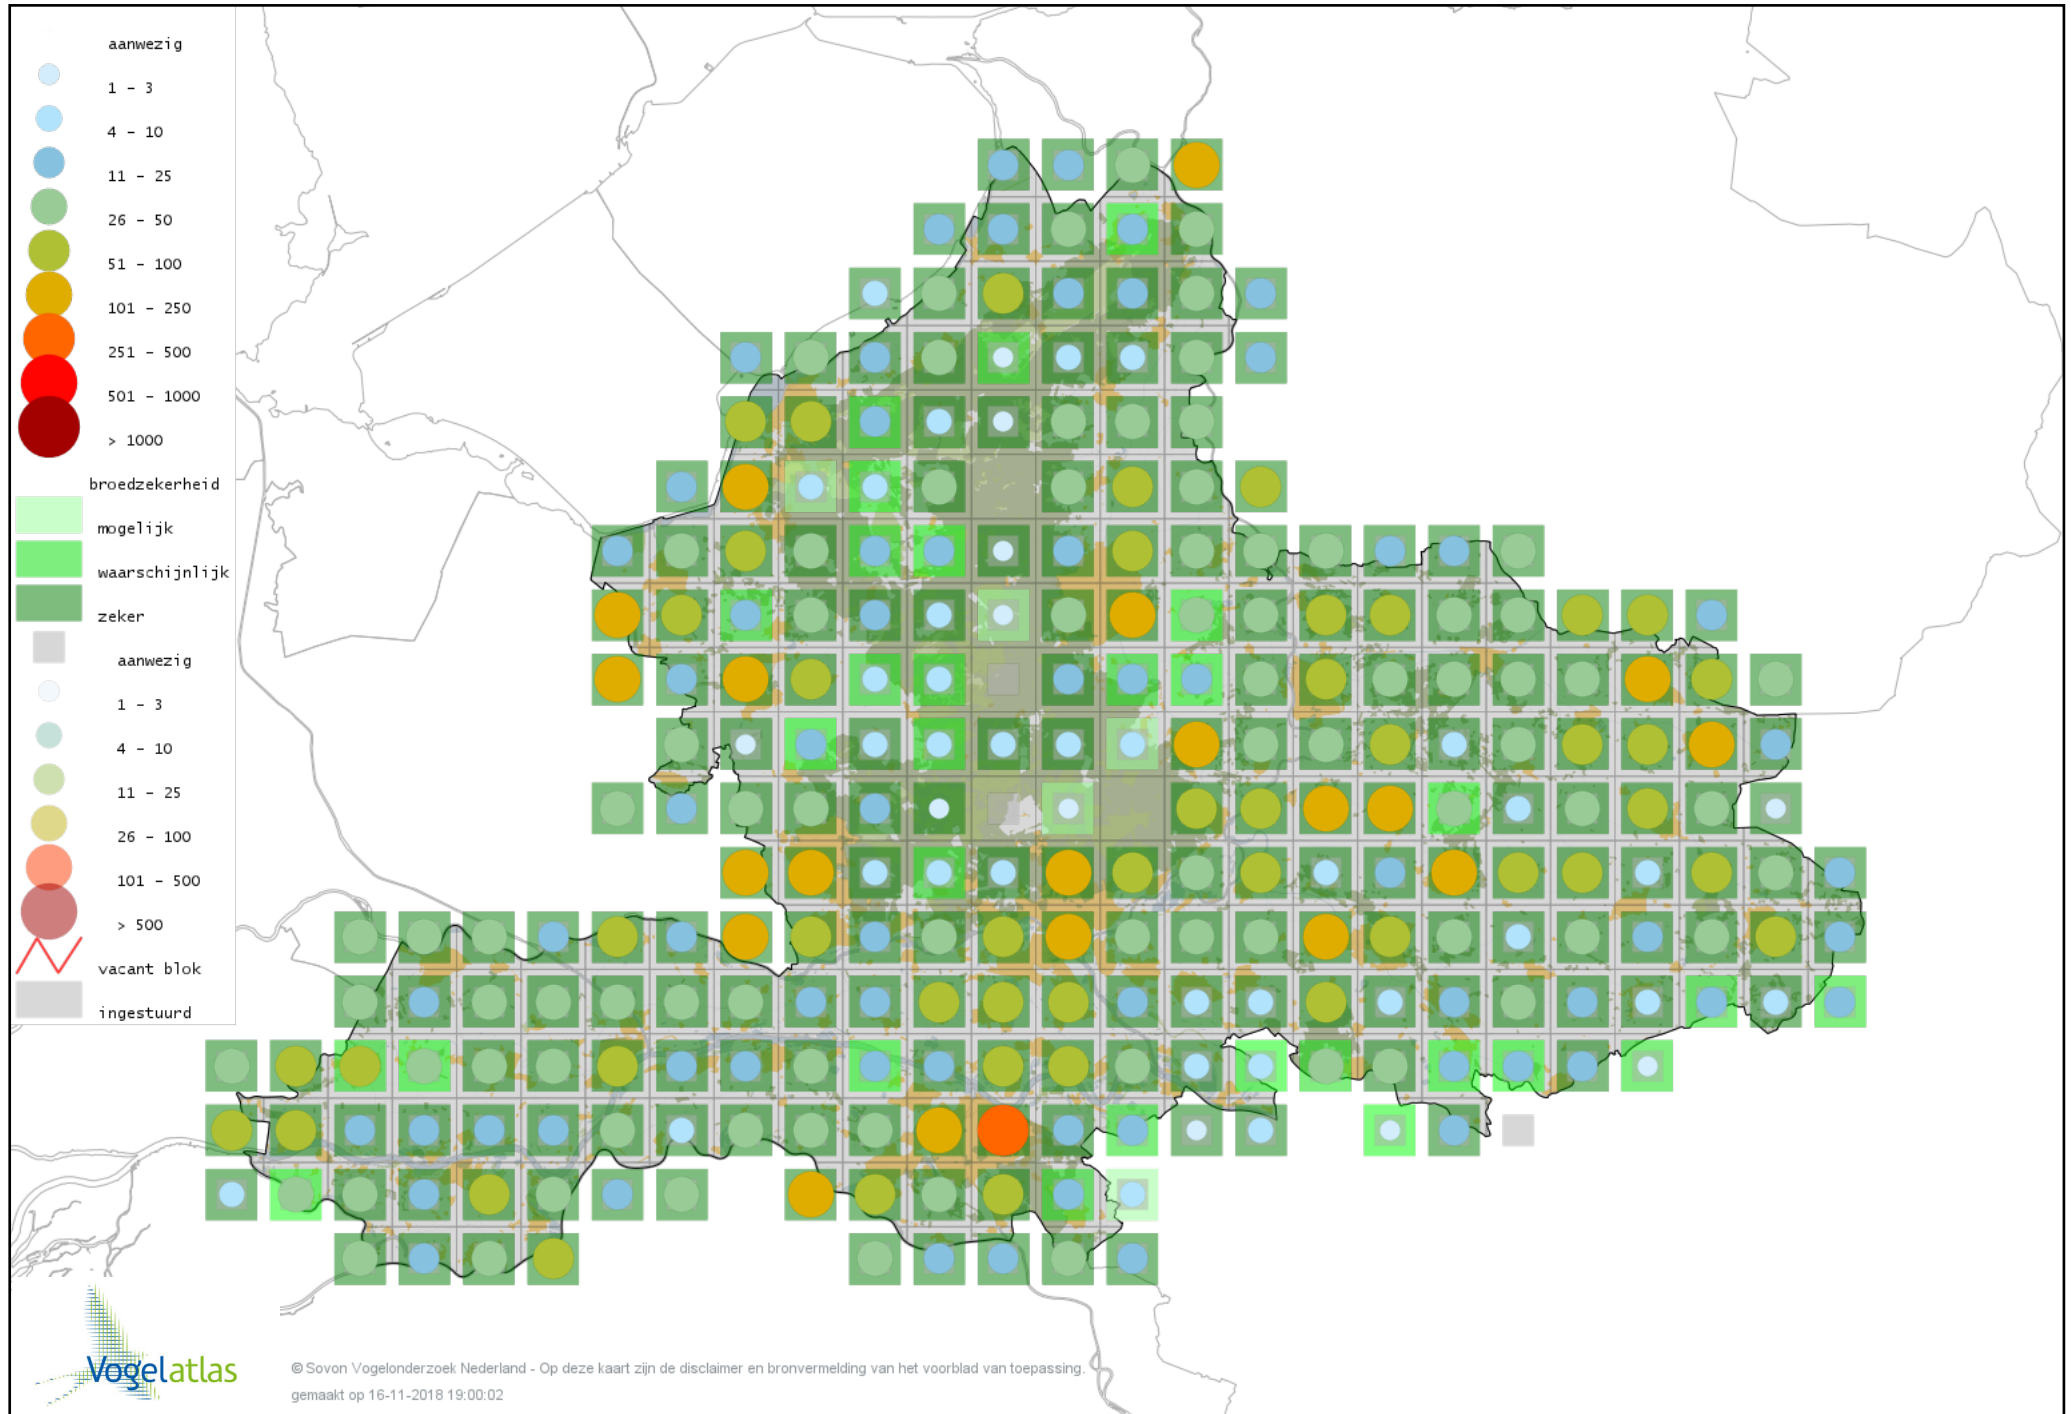 aanwezig
1 - 3
4 - 10
11 - 25
26 - 50
51 - 100
101 - 250
251 - 500
501 - 1000
> 1000
broedzekerheid
mogelijk
waarschijnlijk
zeker
aanwezig
1 - 3
4 - 10
11 - 25
26 - 100
101 - 500
> 500
vacant blok
ingestuurd
Vogelatlas
© Sovon Vogelonderzoek Nederland - Op deze kaart zijn de disclaimer en bronvermelding van het voorblad van toepassing.
gemaakt op 16-11-2018 19:00:02